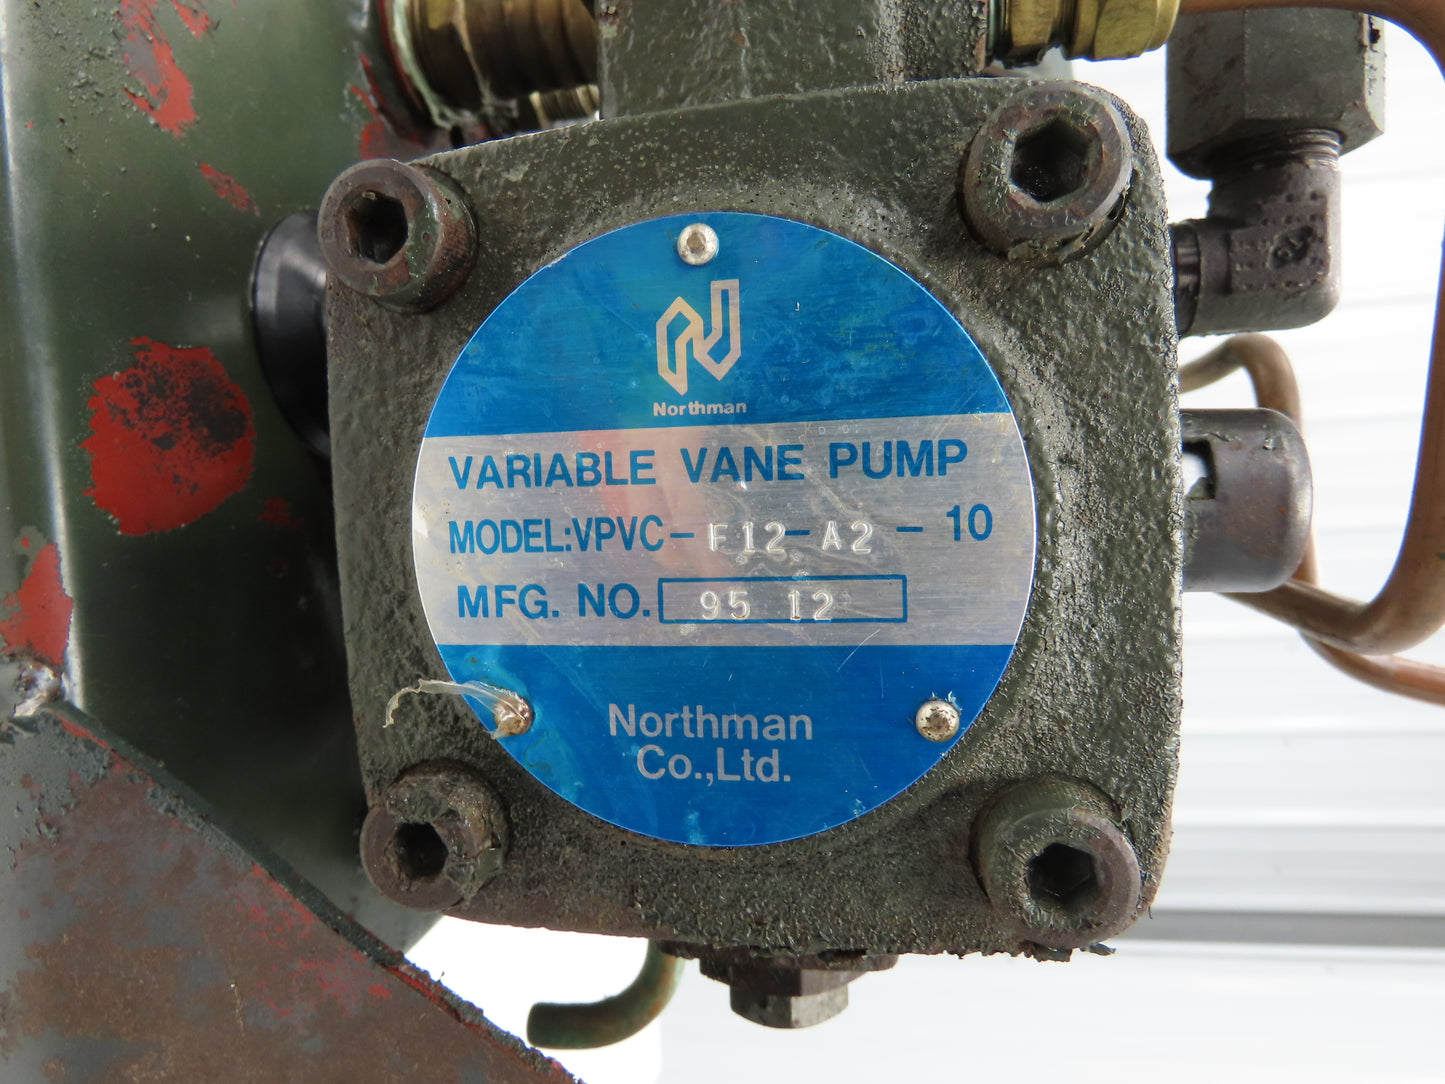 Northman
VARIABLE VANE PUMP
MODEL:VPVC-F12-A2-10
MFG. NO. 95 12
Northman
Co.,Ltd.